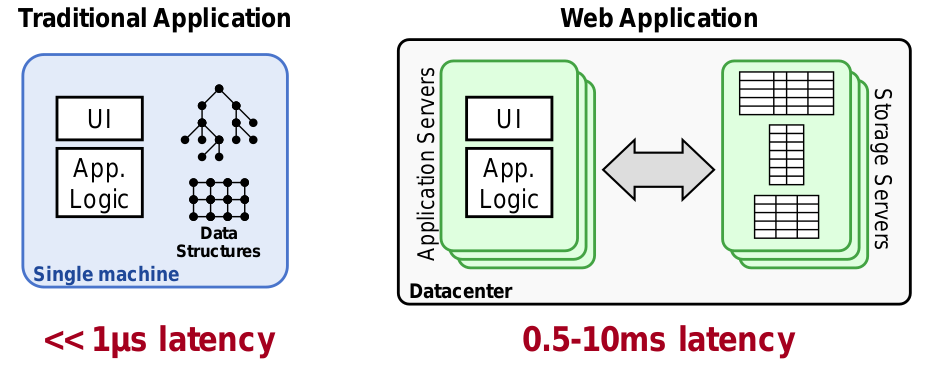 Traditional Application
UI
App.
Logic
Data
Structures
Single machine
<< 1µs latency
Web Application
Application Servers
UI
App.
Logic
Storage Servers
Datacenter
0.5-10ms latency